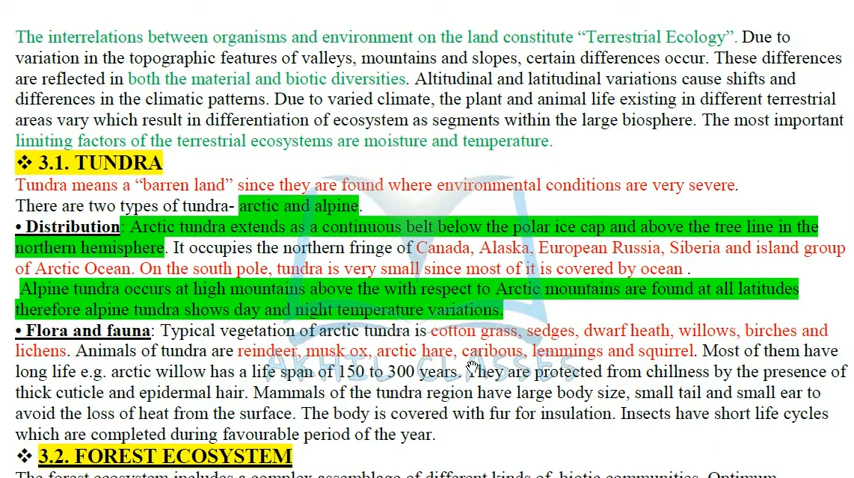 The interrelations between organisms and environment on the land constitute “Terrestrial Ecology”. Due to
variation in the topographic features of valleys, mountains and slopes, certain differences occur. These differences
are reflected in both the material and biotic diversities. Altitudinal and latitudinal variations cause shifts and
differences in the climatic patterns. Due to varied climate, the plant and animal life existing in different terrestrial
areas vary which result in differentiation of ecosystem as segments within the large biosphere. The most important
limiting factors of the terrestrial ecosystems are moisture and temperature.
❖ 3.1. TUNDRA
Tundra means a “barren land” since they are found where environmental conditions are very severe.
There are two types of tundra- arctic and alpine.
• Distribution: Arctic tundra extends as a continuous belt below the polar ice cap and above the tree line in the
northern hemisphere. It occupies the northern fringe of Canada, Alaska, European Russia, Siberia and island group
of Arctic Ocean. On the south pole, tundra is very small since most of it is covered by ocean .
Alpine tundra occurs at high mountains above the with respect to Arctic mountains are found at all latitudes
therefore alpine tundra shows day and night temperature variations.
• Flora and fauna: Typical vegetation of arctic tundra is cotton grass, sedges, dwarf heath, willows, birches and
lichens. Animals of tundra are reindeer, musk ox, arctic hare, caribous, lemmings and squirrel. Most of them have
AKHIL CLASSES
long life e.g. arctic willow has a life span of 150 to 300 years. They are protected from chillness by the presence of
thick cuticle and epidermal hair. Mammals of the tundra region have large body size, small tail and small ear to
avoid the loss of heat from the surface. The body is covered with fur for insulation. Insects have short life cycles
which are completed during favourable period of the year.
❖ 3.2. FOREST ECOSYSTEM
The forest ecosystem includes a complex assemblage of different kinds of biotic communities. Optimum